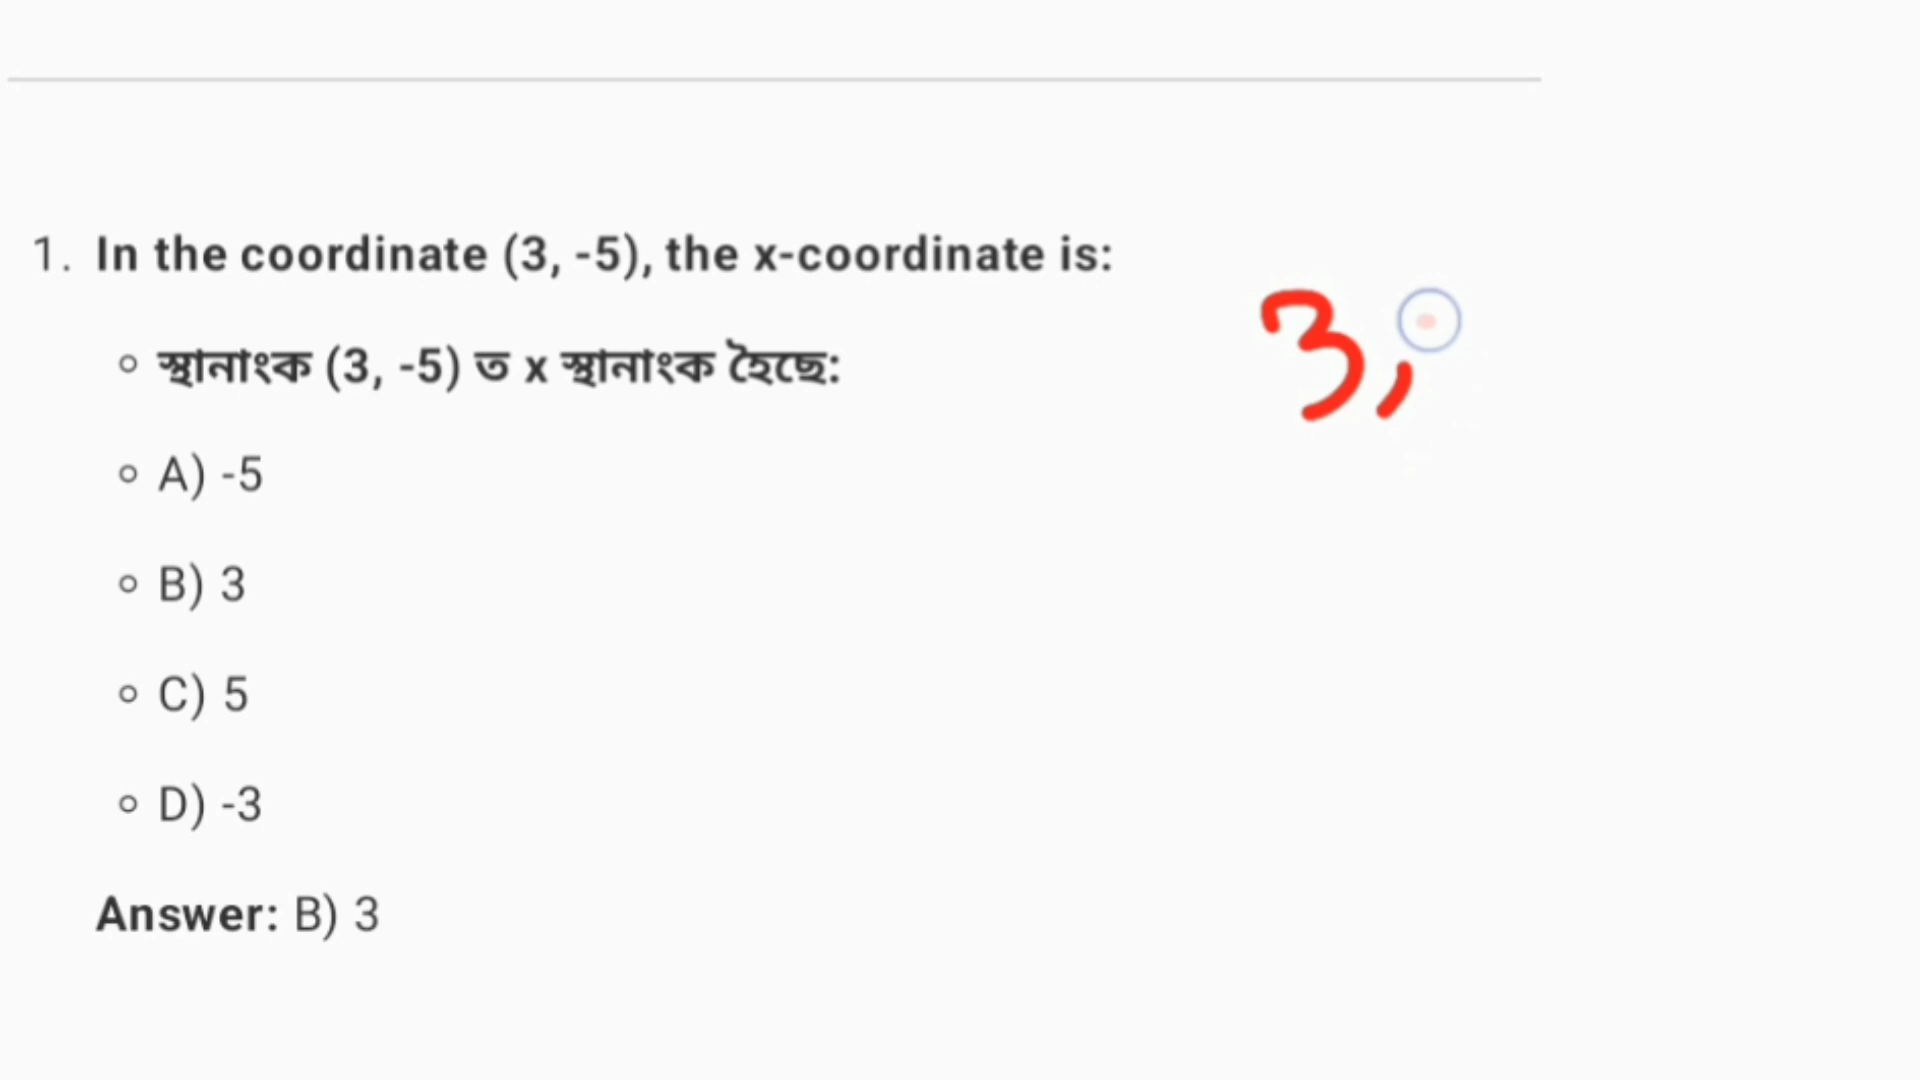 1. In the coordinate (3, -5), the x-coordinate is:
স্থানাংক (3, -5) ত x স্থানাংক হৈছে:
3,
A) -5
B) 3
C) 5
D) -3
Answer: B) 3